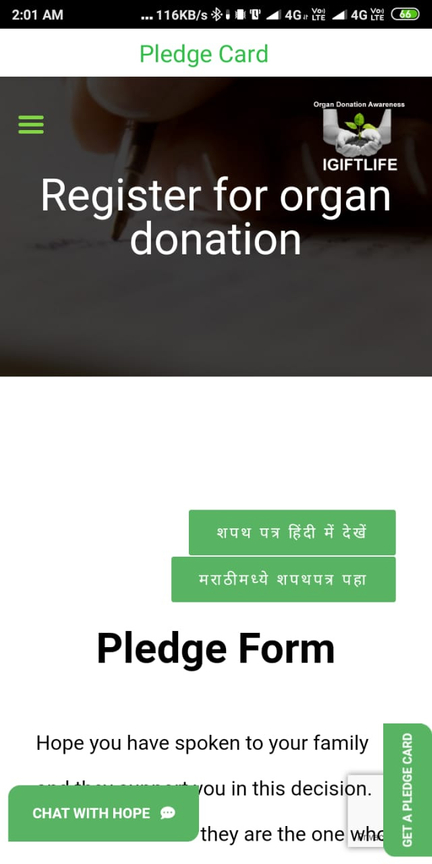 2:01 AM ... 116KB/s 4G Vo) LTE 4G Vo) LTE 66
Pledge Card
Organ Donation Awareness
IGIFTLIFE
Register for organ
donation
शपथ पत्र हिंदी में देखें
मराठीमध्ये शपथपत्र पहा
Pledge Form
Hope you have spoken to your family
and they support you in this decision.
CHAT WITH HOPE
they are the one who
GET A PLEDGE CARD